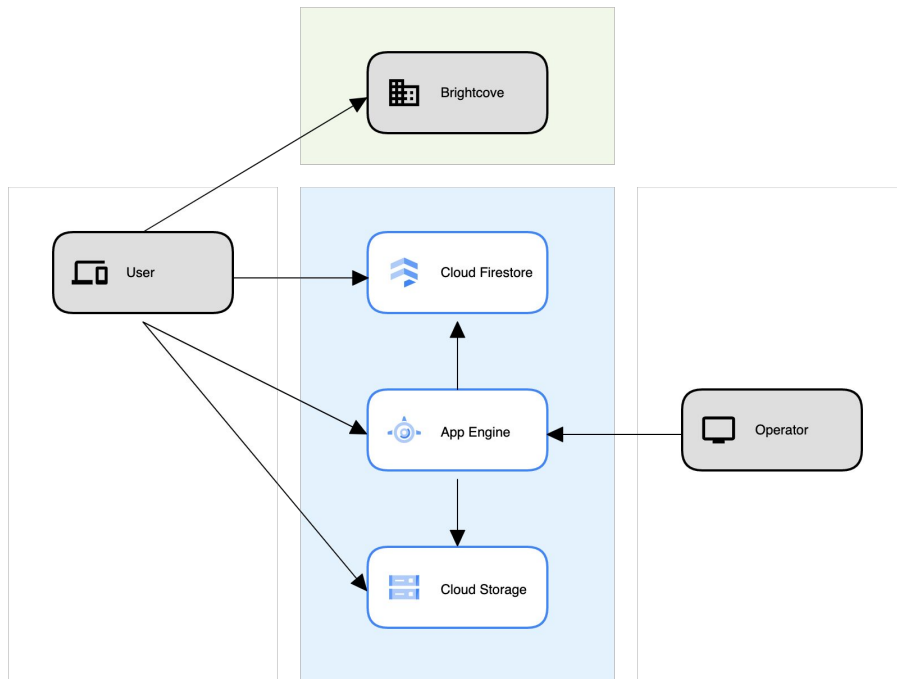 Brightcove
User
Cloud Firestore
App Engine
Operator
Cloud Storage